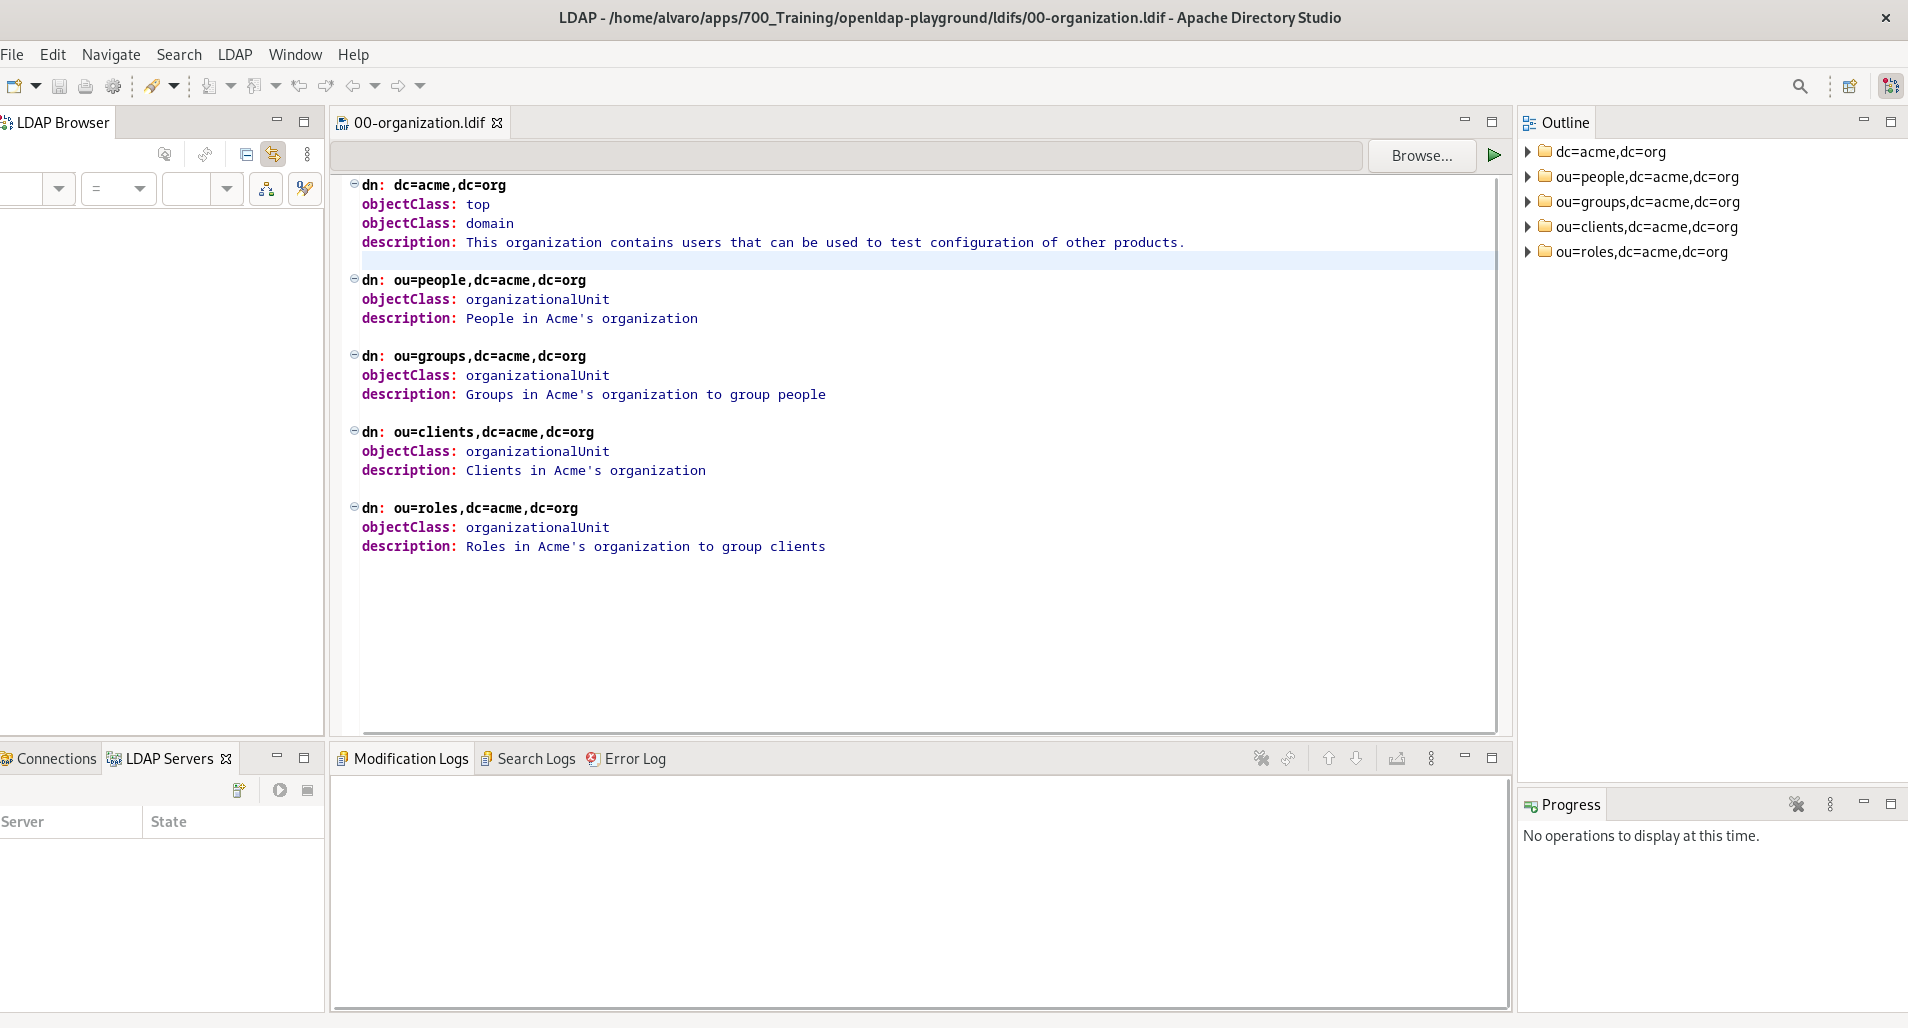 LDAP - /home/alvaro/apps/700_Training/openldap-playground/ldifs/00-organization.ldif - Apache Directory Studio
File Edit Navigate Search LDAP Window Help
LDAP Browser
=
00-organization.ldif
Browse...
dn: dc=acme,dc=org
objectClass: top
objectClass: domain
description: This organization contains users that can be used to test configuration of other products.
dn: ou=people,dc=acme,dc=org
objectClass: organizationalUnit
description: People in Acme's organization
dn: ou=groups,dc=acme,dc=org
objectClass: organizationalUnit
description: Groups in Acme's organization to group people
dn: ou=clients,dc=acme,dc=org
objectClass: organizationalUnit
description: Clients in Acme's organization
dn: ou=roles,dc=acme,dc=org
objectClass: organizationalUnit
description: Roles in Acme's organization to group clients
Outline
dc=acme,dc=org
ou=people,dc=acme,dc=org
ou=groups,dc=acme,dc=org
ou=clients,dc=acme,dc=org
ou=roles,dc=acme,dc=org
Connections LDAP Servers
Server State
Modification Logs Search Logs Error Log
Progress
No operations to display at this time.